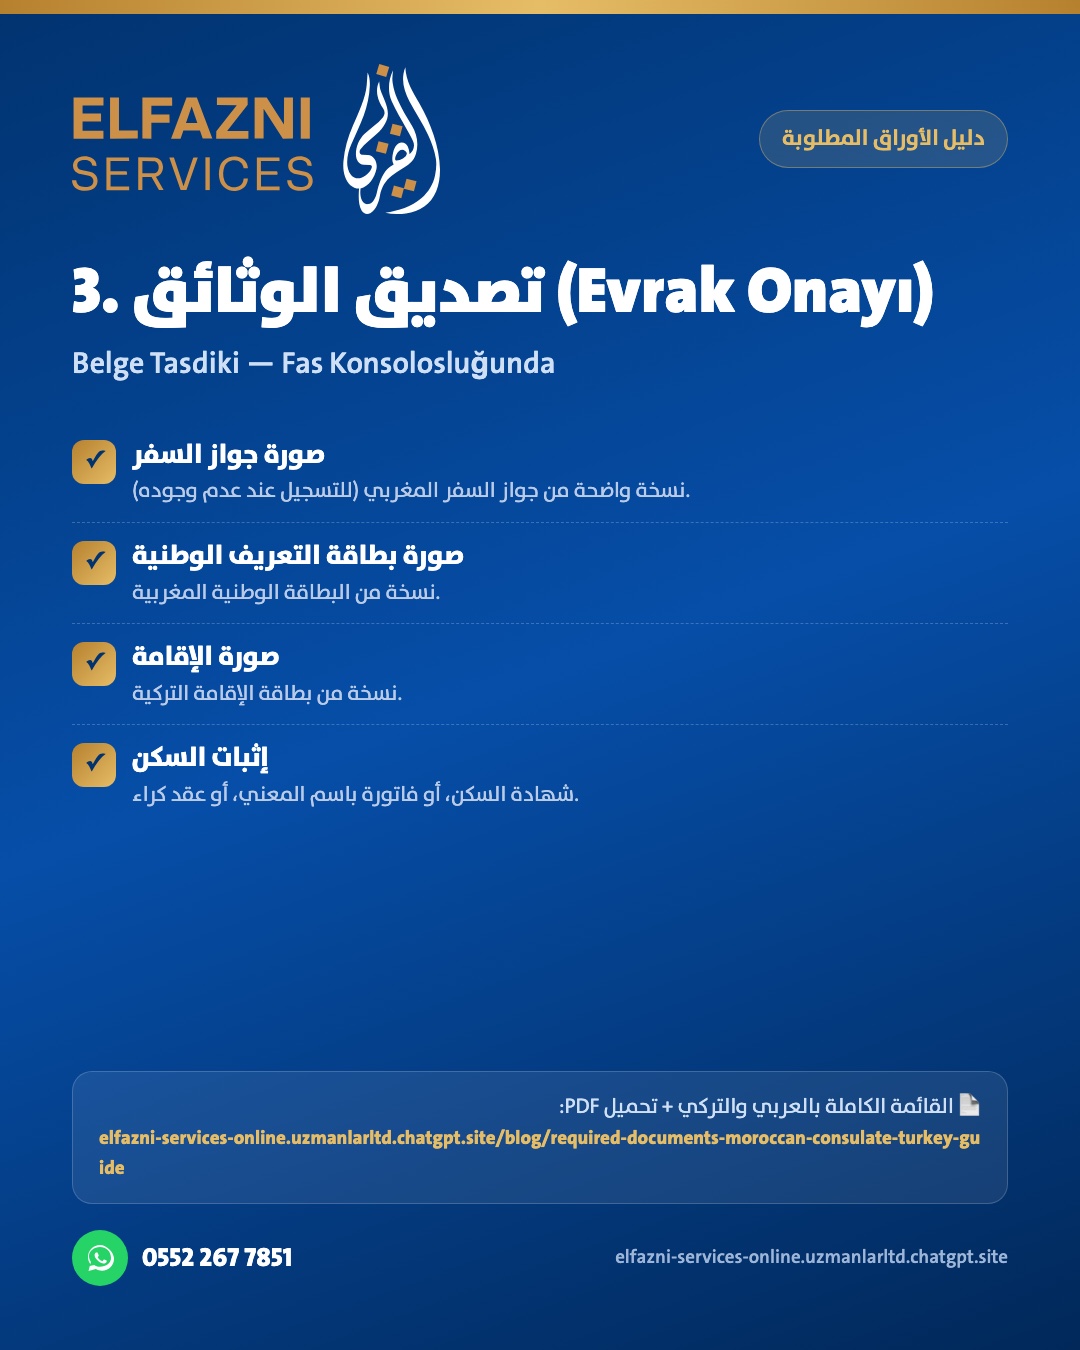 ELFAZNI
SERVICES
الفزني
دليل الأوراق المطلوبة
3. تصديق الوثائق (Evrak Onayı)
Belge Tasdiki — Fas Konsolosluğunda
صورة جواز السفر
نسخة واضحة من جواز السفر المغربي (للتسجيل عند عدم وجوده).
صورة بطاقة التعريف الوطنية
نسخة من البطاقة الوطنية المغربية.
صورة الإقامة
نسخة من بطاقة الإقامة التركية.
إثبات السكن
شهادة السكن، أو فاتورة باسم المعني، أو عقد كراء.
القائمة الكاملة بالعربي والتركي + تحميل PDF:
elfazni-services-online.uzmanlarltd.chatgpt.site/blog/required-documents-moroccan-consulate-turkey-gu
ide
0552 267 7851
elfazni-services-online.uzmanlarltd.chatgpt.site